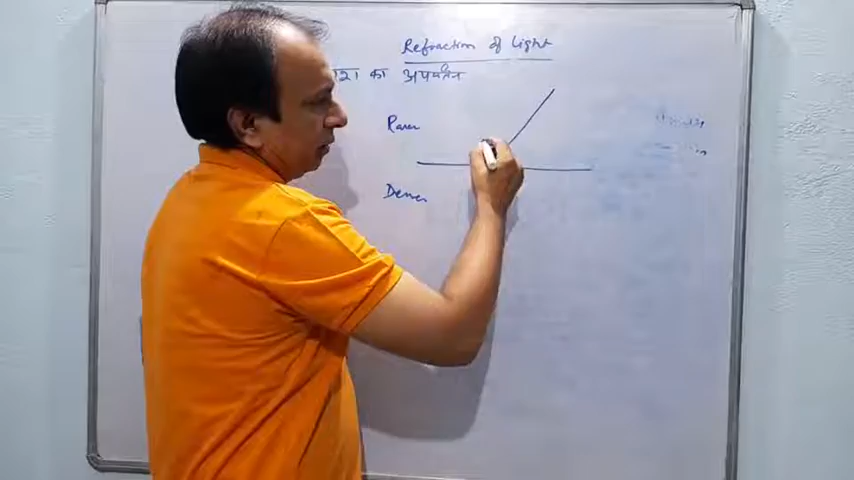 Refraction of Light
का अपवर्तन
Rarer
Denser